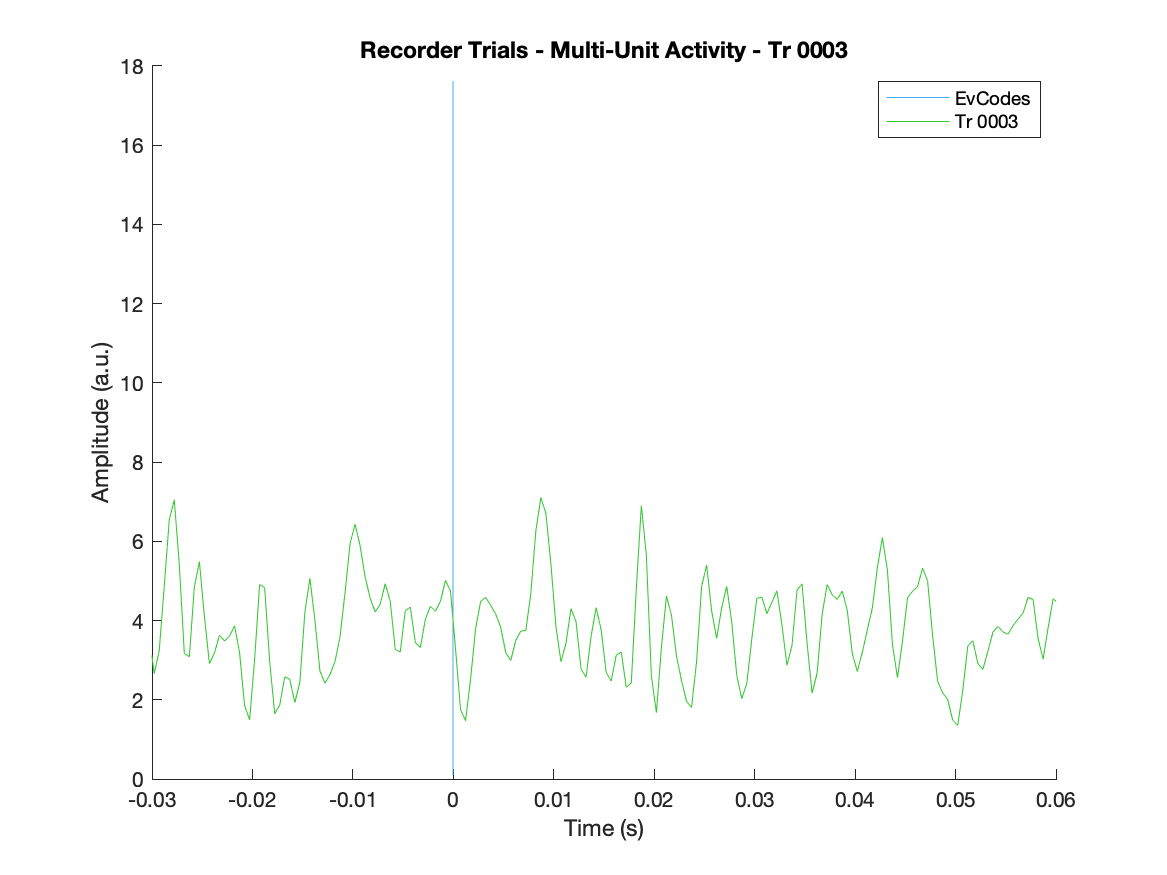 Recorder Trials - Multi-Unit Activity - Tr 0003
EvCodes
Tr 0003
18
16
14
12
10
8
6
4
2
0
Amplitude (a.u.)
-0.03 -0.02 -0.01 0 0.01 0.02 0.03 0.04 0.05 0.06
Time (s)